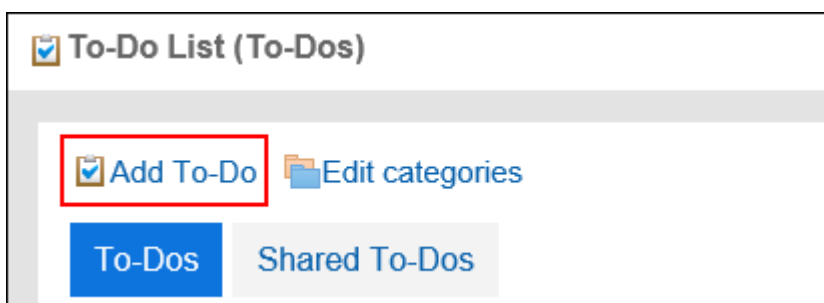 To-Do List (To-Dos)
Add To-Do Edit categories
To-Dos Shared To-Dos